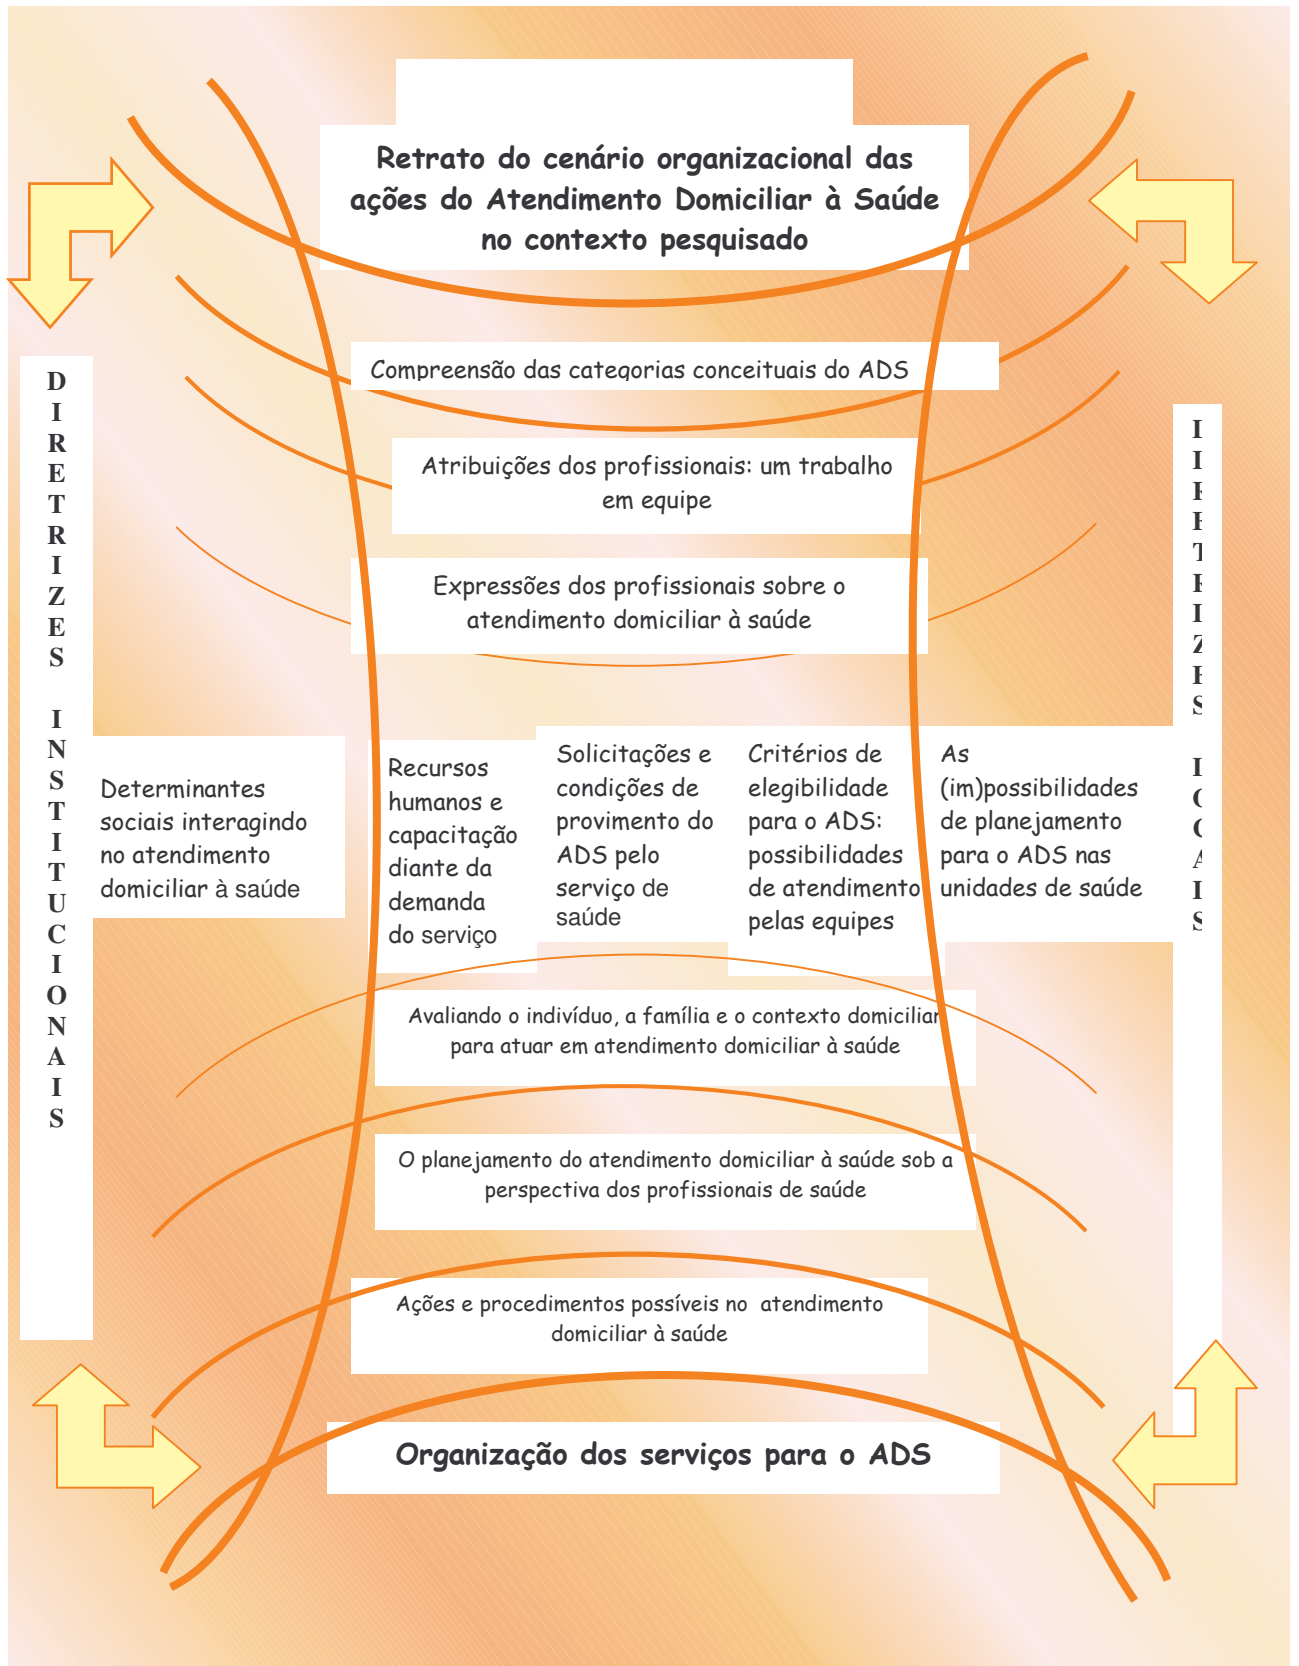 Retrato do cenário organizacional das
ações do Atendimento Domiciliar à Saúde
no contexto pesquisado
Compreensão das categorias conceituais do ADS
Atribuições dos profissionais: um trabalho
em equipe
Expressões dos profissionais sobre o
atendimento domiciliar à saúde
DIRETRIZES INSTITUCIONAIS
Determinantes
sociais interagindo
no atendimento
domiciliar à saúde
Recursos
humanos e
capacitação
diante da
demanda
do serviço
Solicitações e
condições de
provimento do
ADS pelo
serviço de
saúde
Critérios de
elegibilidade
para o ADS:
possibilidades
de atendimento
pelas equipes
As
(im)possibilidades
de planejamento
para o ADS nas
unidades de saúde
DIRETRIZES LOCAIS
Avaliando o indivíduo, a família e o contexto domiciliar
para atuar em atendimento domiciliar à saúde
O planejamento do atendimento domiciliar à saúde sob a
perspectiva dos profissionais de saúde
Ações e procedimentos possíveis no atendimento
domiciliar à saúde
Organização dos serviços para o ADS